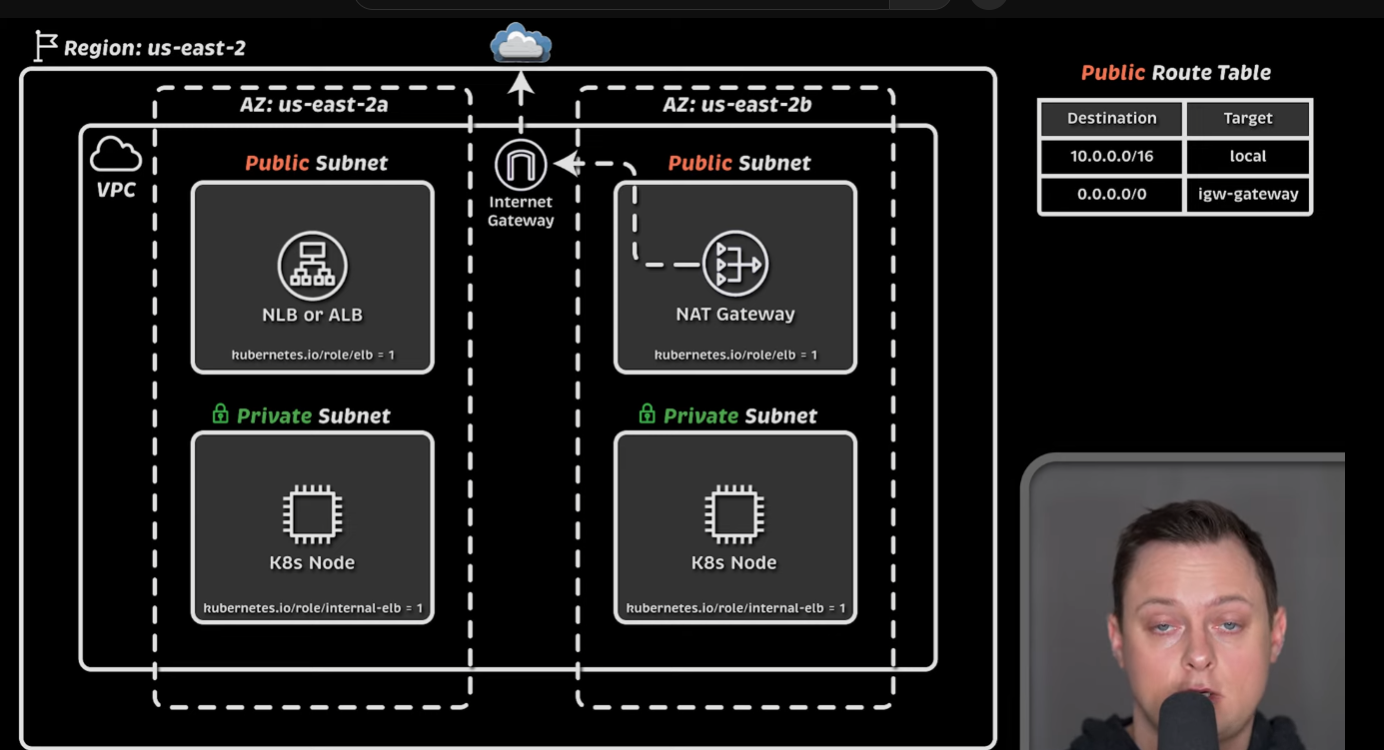 Region: us-east-2
AZ: us-east-2a
AZ: us-east-2b
VPC
Public Subnet
Internet
Gateway
Public Subnet
NLB or ALB
kubernetes.io/role/elb = 1
NAT Gateway
kubernetes.io/role/elb = 1
Private Subnet
Private Subnet
K8s Node
kubernetes.io/role/internal-elb = 1
K8s Node
kubernetes.io/role/internal-elb = 1
Public Route Table
Destination Target
10.0.0.0/16 local
0.0.0.0/0 igw-gateway